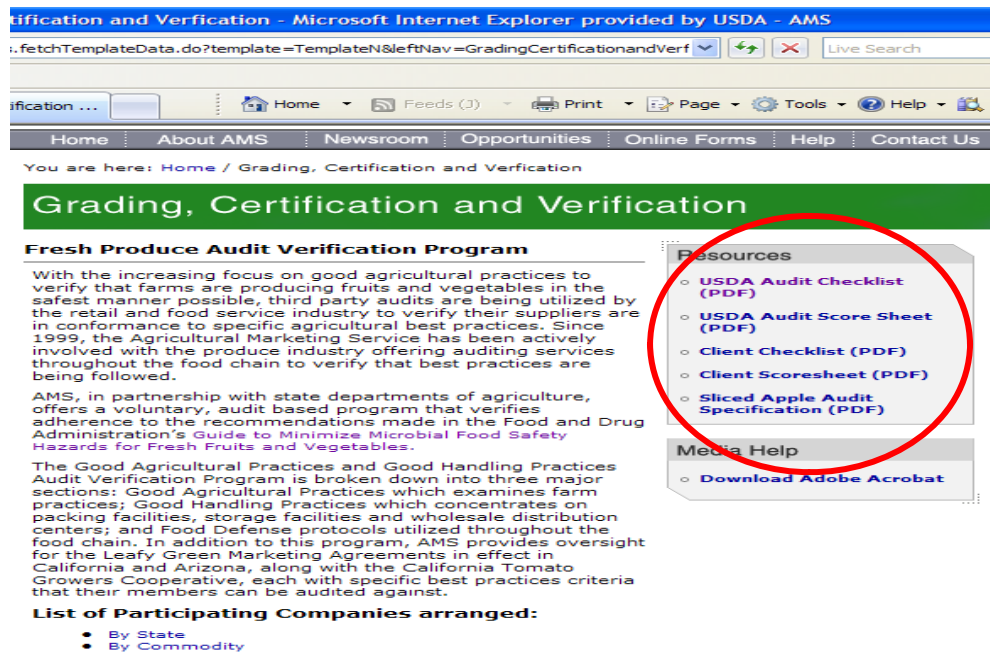 tification and Verfication - Microsoft Internet Explorer provided by USDA - AMS
s.fetchTemplateData.do?template=TemplateN&leftNav=GradingCertificationandVerf
Live Search
ification ...
Home
Feeds (J)
Print
Page
Tools
Help
Home
About AMS
Newsroom
Opportunities
Online Forms
Help
Contact Us
You are here: Home / Grading, Certification and Verfication
Grading, Certification and Verification
Fresh Produce Audit Verification Program
With the increasing focus on good agricultural practices to
verify that farms are producing fruits and vegetables in the
safest manner possible, third party audits are being utilized by
the retail and food service industry to verify their suppliers are
in conformance to specific agricultural best practices. Since
1999, the Agricultural Marketing Service has been actively
involved with the produce industry offering auditing services
throughout the food chain to verify that best practices are
being followed.
AMS, in partnership with state departments of agriculture,
offers a voluntary, audit based program that verifies
adherence to the recommendations made in the Food and Drug
Administration's Guide to Minimize Microbial Food Safety
Hazards for Fresh Fruits and Vegetables.
The Good Agricultural Practices and Good Handling Practices
Audit Verification Program is broken down into three major
sections: Good Agricultural Practices which examines farm
practices; Good Handling Practices which concentrates on
packing facilities, storage facilities and wholesale distribution
centers; and Food Defense protocols utilized throughout the
food chain. In addition to this program, AMS provides oversight
for the Leafy Green Marketing Agreements in effect in
California and Arizona, along with the California Tomato
Growers Cooperative, each with specific best practices criteria
that their members can be audited against.
List of Participating Companies arranged:
By State
By Commodity
Resources
USDA Audit Checklist
(PDF)
USDA Audit Score Sheet
(PDF)
Client Checklist (PDF)
Client Scoresheet (PDF)
Sliced Apple Audit
Specification (PDF)
Media Help
Download Adobe Acrobat